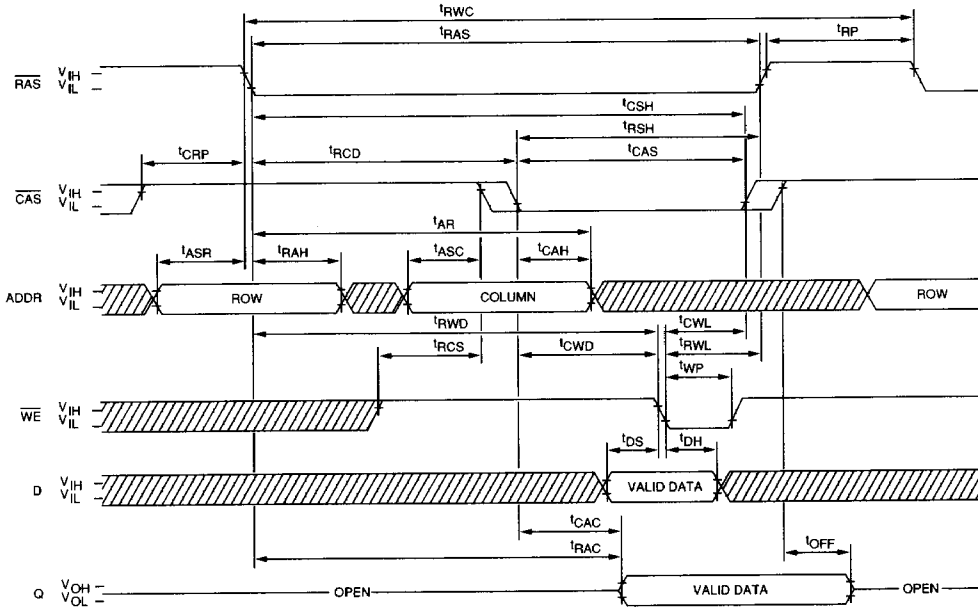 tRWC
tRAS
tRP
RAS VIH VIL
tCSH
tRSH
tCRP tRCD tCAS
CAS VIH VIL
tAR
tASR tRAH tASC tCAH
ADDR VIH VIL ROW COLUMN ROW
tRWD tCWL
tRCS tCWD tRWL
tWP
WE VIH VIL
tDS tDH
D VIH VIL VALID DATA
tCAC
tRAC tOFF
Q VOH VOL OPEN VALID DATA OPEN